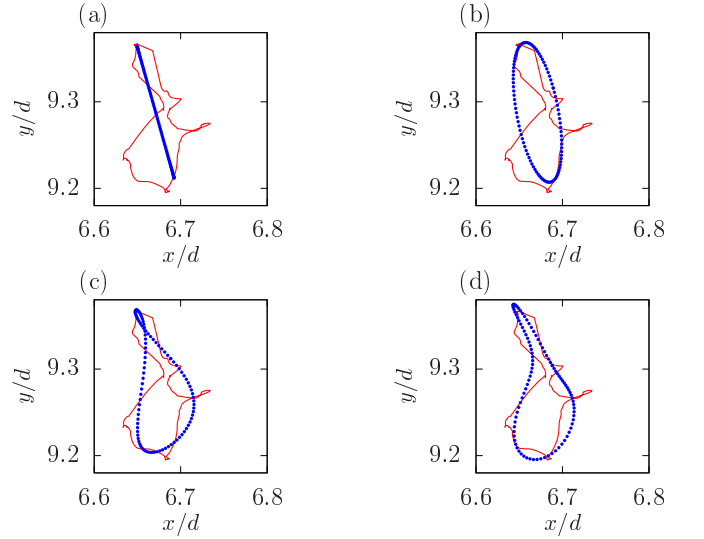 (a) (b)
9.3 9.3
y/d y/d
9.2 9.2
6.6 6.7 6.8 6.6 6.7 6.8
x/d x/d
(c) (d)
9.3 9.3
y/d y/d
9.2 9.2
6.6 6.7 6.8 6.6 6.7 6.8
x/d x/d